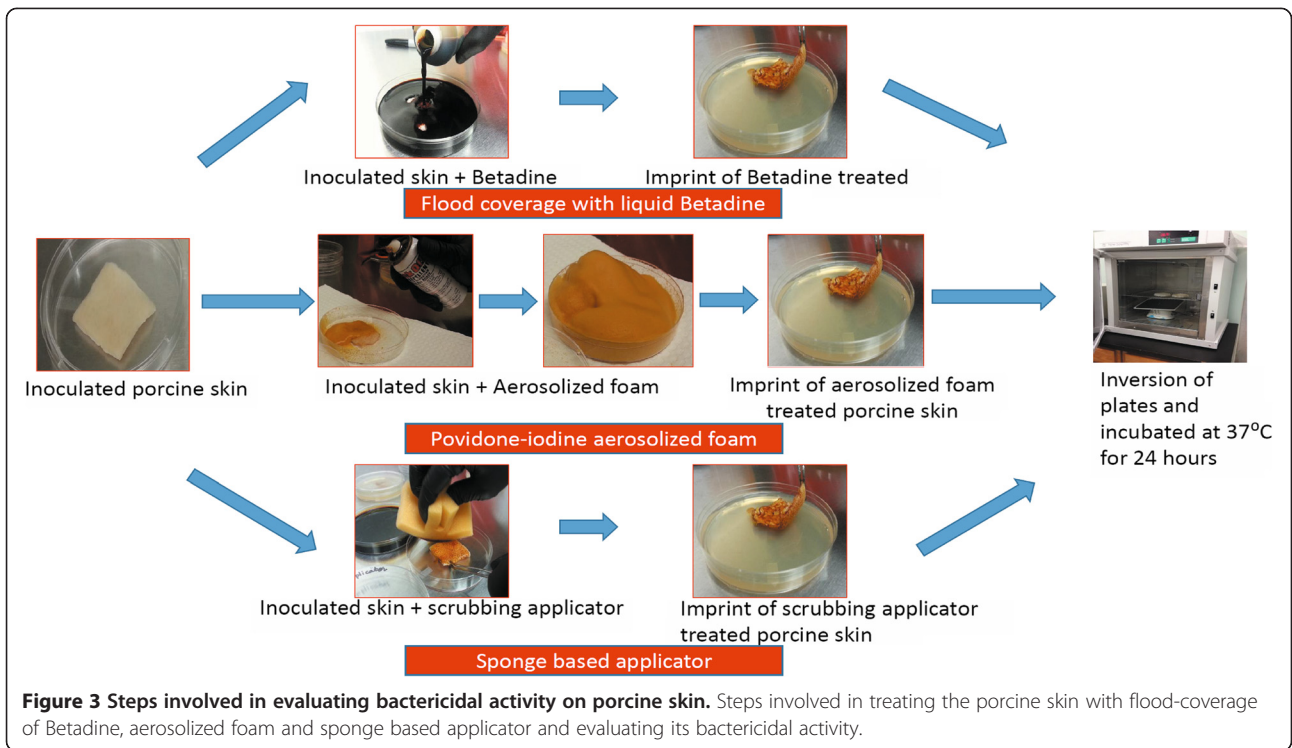 Inoculated skin + Betadine
Imprint of Betadine treated
Flood coverage with liquid Betadine
Inoculated porcine skin
Inoculated skin + Aerosolized foam
Imprint of aerosolized foam
treated porcine skin
Povidone-iodine aerosolized foam
Inversion of
plates and
incubated at 37°C
for 24 hours
Inoculated skin + scrubbing applicator
Imprint of scrubbing applicator
treated porcine skin
Sponge based applicator
Figure 3 Steps involved in evaluating bactericidal activity on porcine skin. Steps involved in treating the porcine skin with flood-coverage
of Betadine, aerosolized foam and sponge based applicator and evaluating its bactericidal activity.